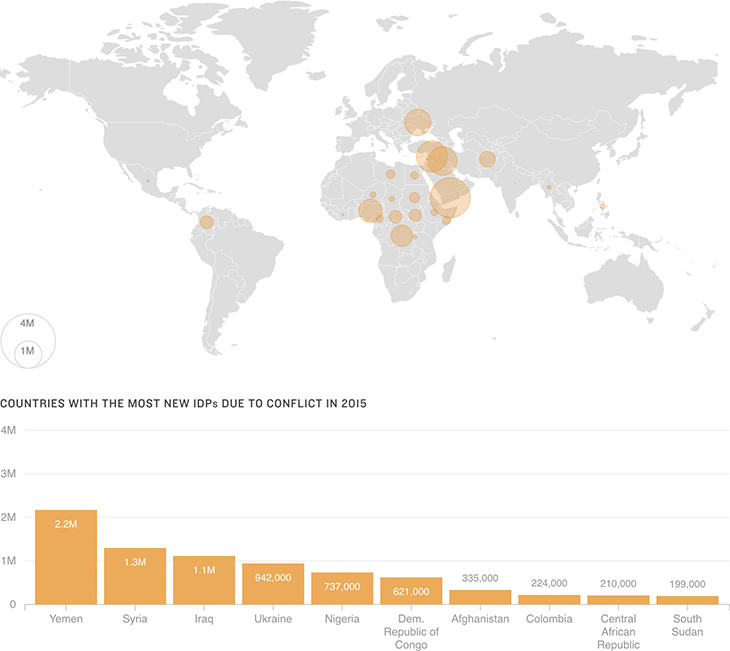 4M
1M
COUNTRIES WITH THE MOST NEW IDPs DUE TO CONFLICT IN 2015
4M
3M
2M
1M
0
2.2M
1.3M
1.1M
942,000
737,000
621,000
335,000
224,000
210,000
199,000
Yemen
Syria
Iraq
Ukraine
Nigeria
Dem.
Republic of
Congo
Afghanistan
Colombia
Central
African
Republic
South
Sudan